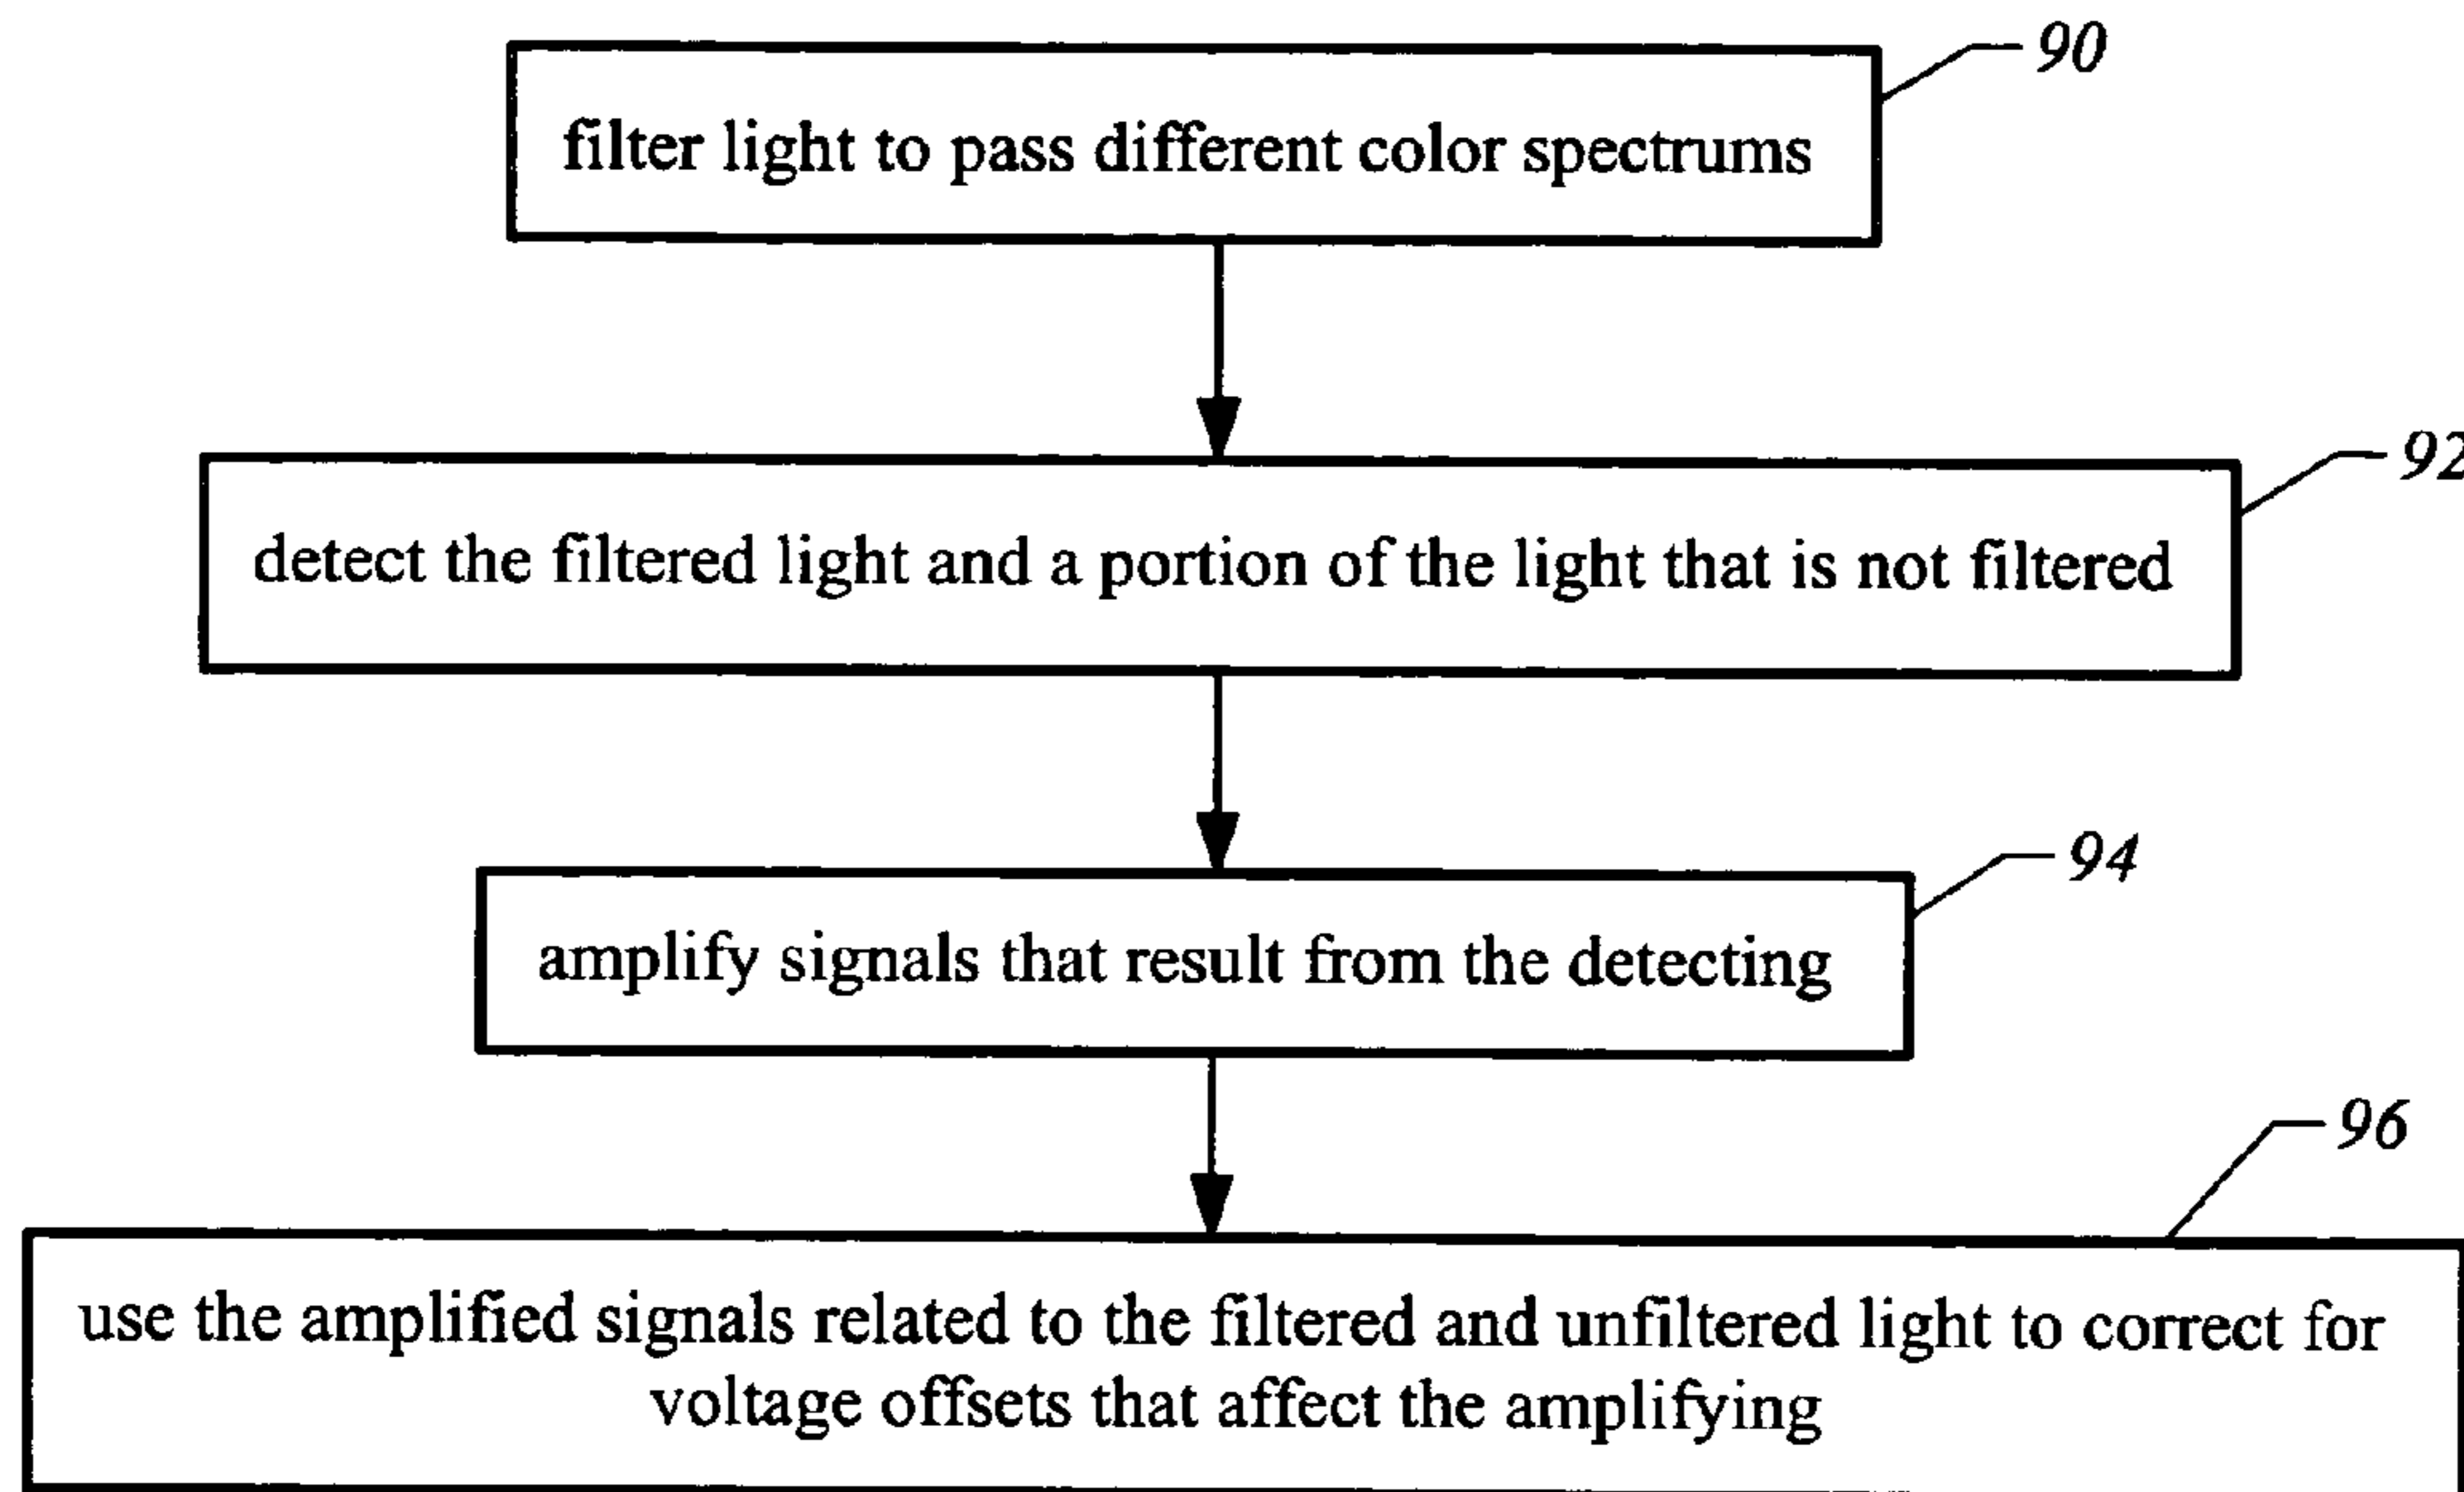 90
filter light to pass different color spectrums
92
detect the filtered light and a portion of the light that is not filtered
94
amplify signals that result from the detecting
96
use the amplified signals related to the filtered and unfiltered light to correct for
voltage offsets that affect the amplifying